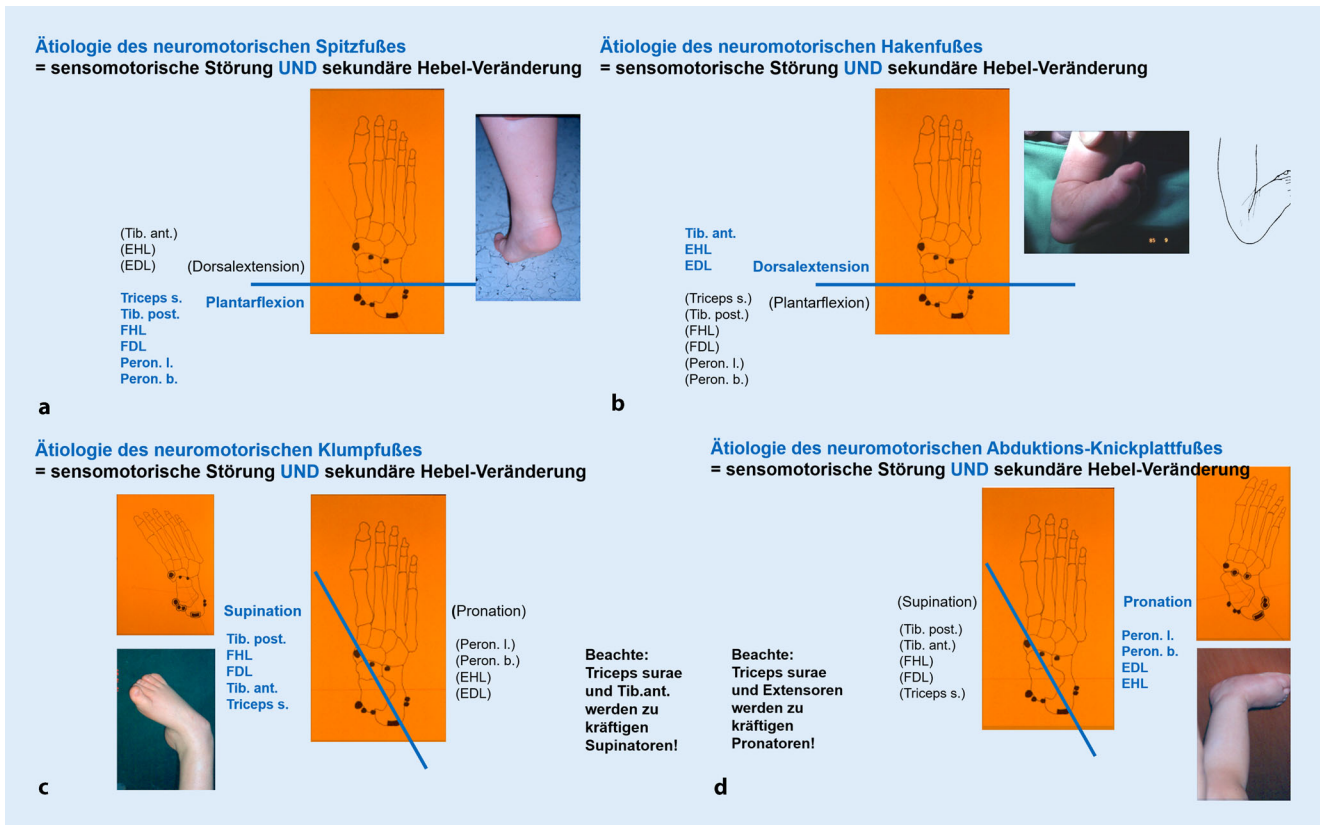 Ätiologie des neuromotorischen Spitzfußes
= sensomotorische Störung UND sekundäre Hebel-Veränderung
(Tib. ant.)
(EHL)
(EDL)
(Dorsalextension)
Triceps s.
Tib. post.
FHL
FDL
Peron. l.
Peron. b.
Plantarflexion
a
Ätiologie des neuromotorischen Hakenfußes
= sensomotorische Störung UND sekundäre Hebel-Veränderung
Tib. ant.
EHL
EDL
Dorsalextension
(Triceps s.)
(Tib. post.)
(FHL)
(FDL)
(Peron. l.)
(Peron. b.)
(Plantarflexion)
85 9
b
Ätiologie des neuromotorischen Klumpfußes
= sensomotorische Störung UND sekundäre Hebel-Veränderung
Supination
Tib. post.
FHL
FDL
Tib. ant.
Triceps s.
(Pronation)
(Peron. l.)
(Peron. b.)
(EHL)
(EDL)
Beachte:
Triceps surae
und Tib.ant.
werden zu
kräftigen
Supinatoren!
c
Ätiologie des neuromotorischen Abduktions-Knickplattfußes
= sensomotorische Störung UND sekundäre Hebel-Veränderung
Beachte:
Triceps surae
und Extensoren
werden zu
kräftigen
Pronatoren!
(Supination)
(Tib. post.)
(Tib. ant.)
(FHL)
(FDL)
(Triceps s.)
Pronation
Peron. l.
Peron. b.
EDL
EHL
d